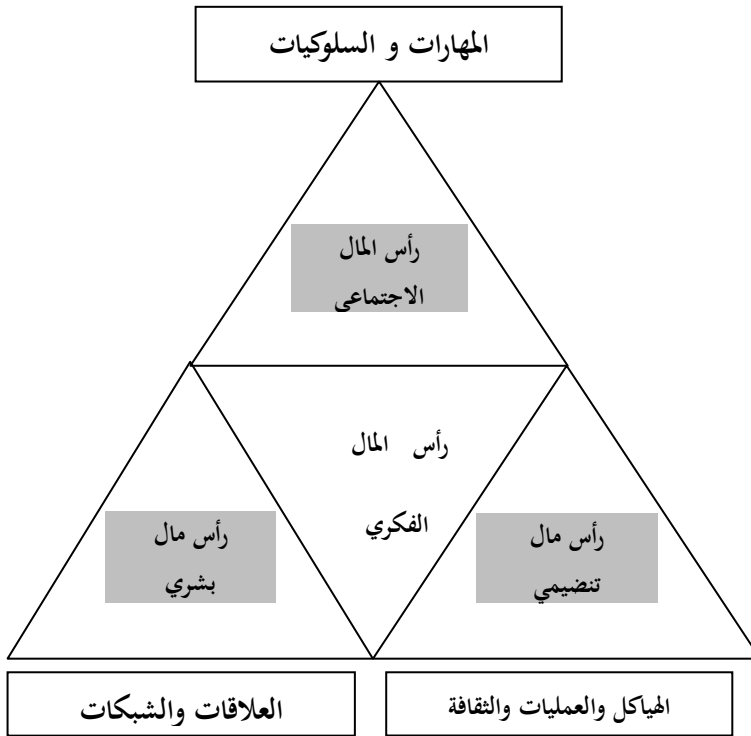 المهارات و السلوكيات
رأس المال
الاجتماعي
رأس المال
الفكري
رأس مال
تنضيمي
رأس مال
بشري
الهياكل والعمليات والثقافة
العلاقات والشبكات